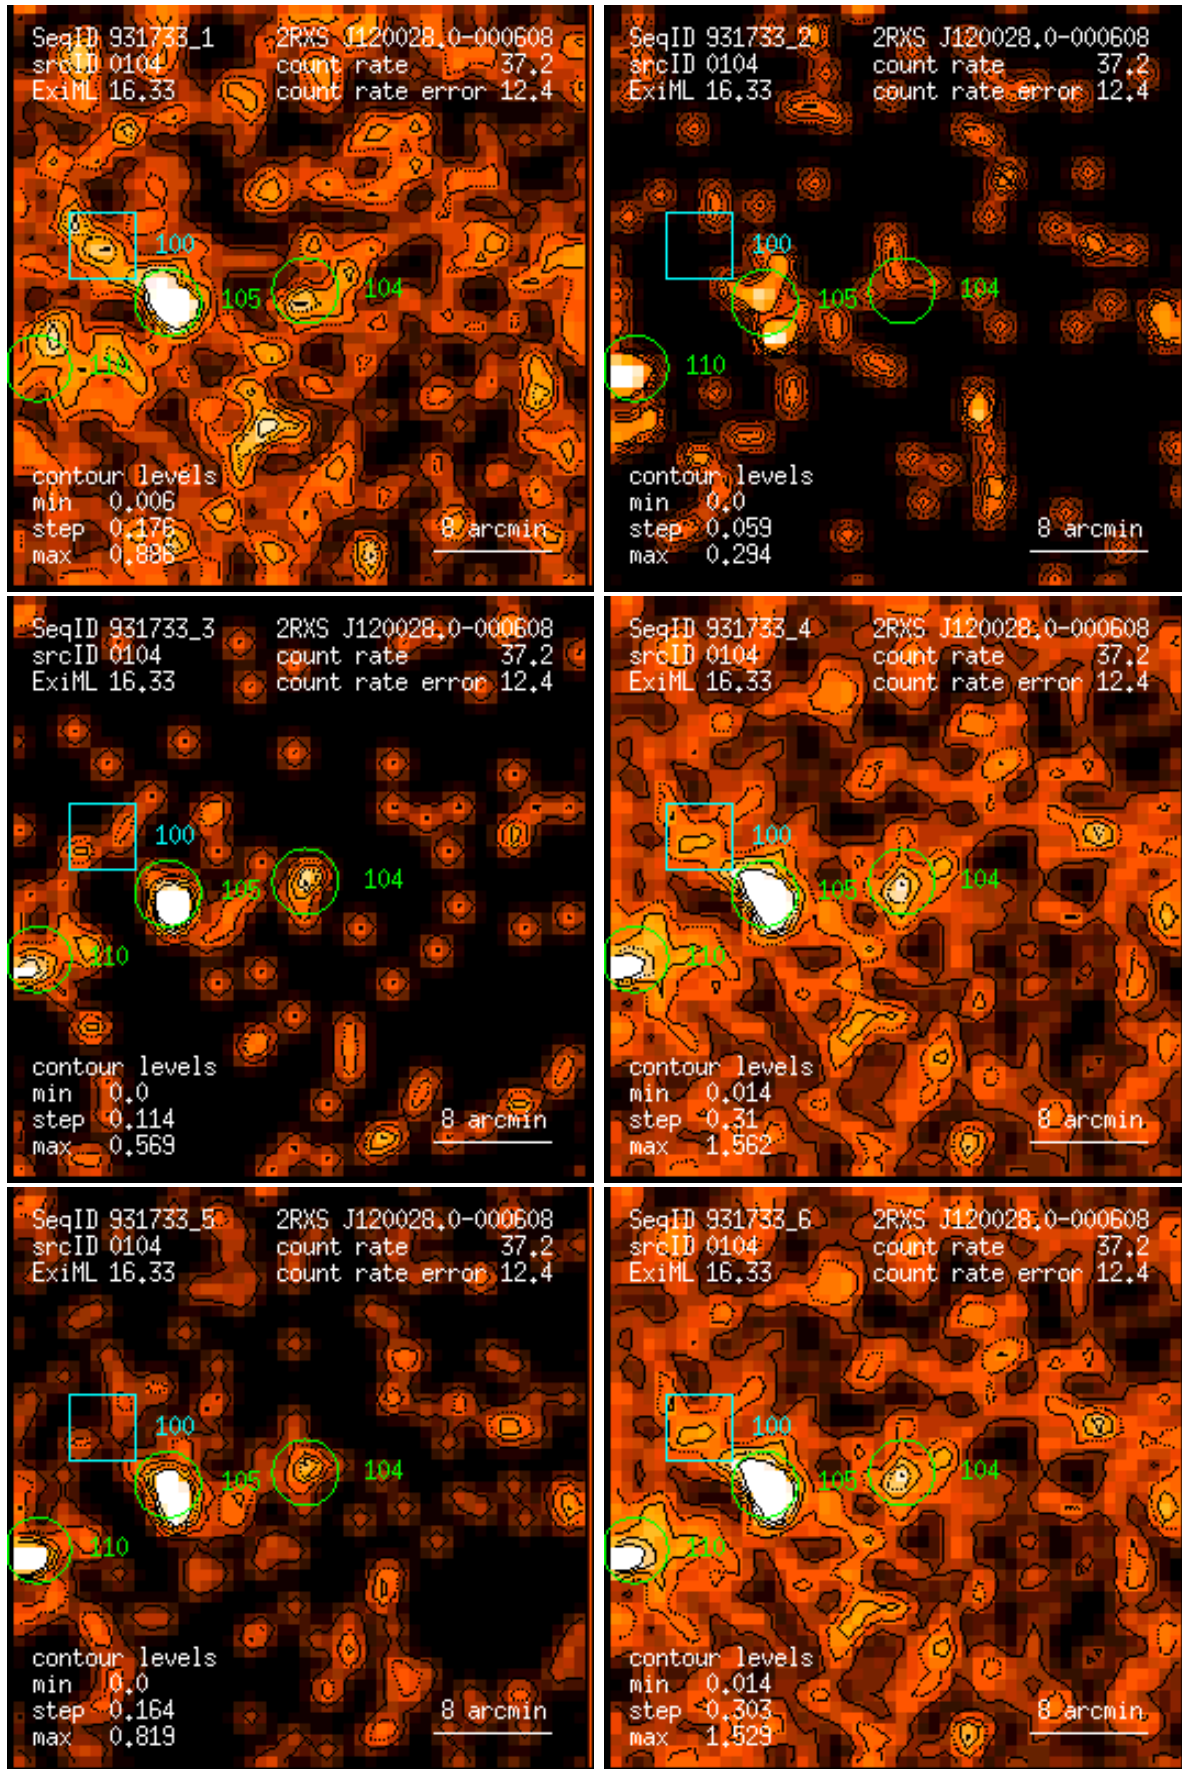 SeqID 931733_1 2RXS J120028.0-000608
srcID 0104 count rate 37.2
ExiML 16.33 count rate error 12.4
100
105 104
110
contour levels
min 0.006
step 0.176
max 0.886
8 arcmin
SeqID 931733_2 2RXS J120028.0-000608
srcID 0104 count rate 37.2
ExiML 16.33 count rate error 12.4
100
105 104
110
contour levels
min 0.0
step 0.059
max 0.294
8 arcmin
SeqID 931733_3 2RXS J120028.0-000608
srcID 0104 count rate 37.2
ExiML 16.33 count rate error 12.4
100
105 104
110
contour levels
min 0.0
step 0.114
max 0.569
8 arcmin
SeqID 931733_4 2RXS J120028.0-000608
srcID 0104 count rate 37.2
ExiML 16.33 count rate error 12.4
100
105 104
110
contour levels
min 0.014
step 0.31
max 1.562
8 arcmin
SeqID 931733_5 2RXS J120028.0-000608
srcID 0104 count rate 37.2
ExiML 16.33 count rate error 12.4
100
105 104
110
contour levels
min 0.0
step 0.164
max 0.819
8 arcmin
SeqID 931733_6 2RXS J120028.0-000608
srcID 0104 count rate 37.2
ExiML 16.33 count rate error 12.4
100
105 104
110
contour levels
min 0.014
step 0.303
max 1.529
8 arcmin